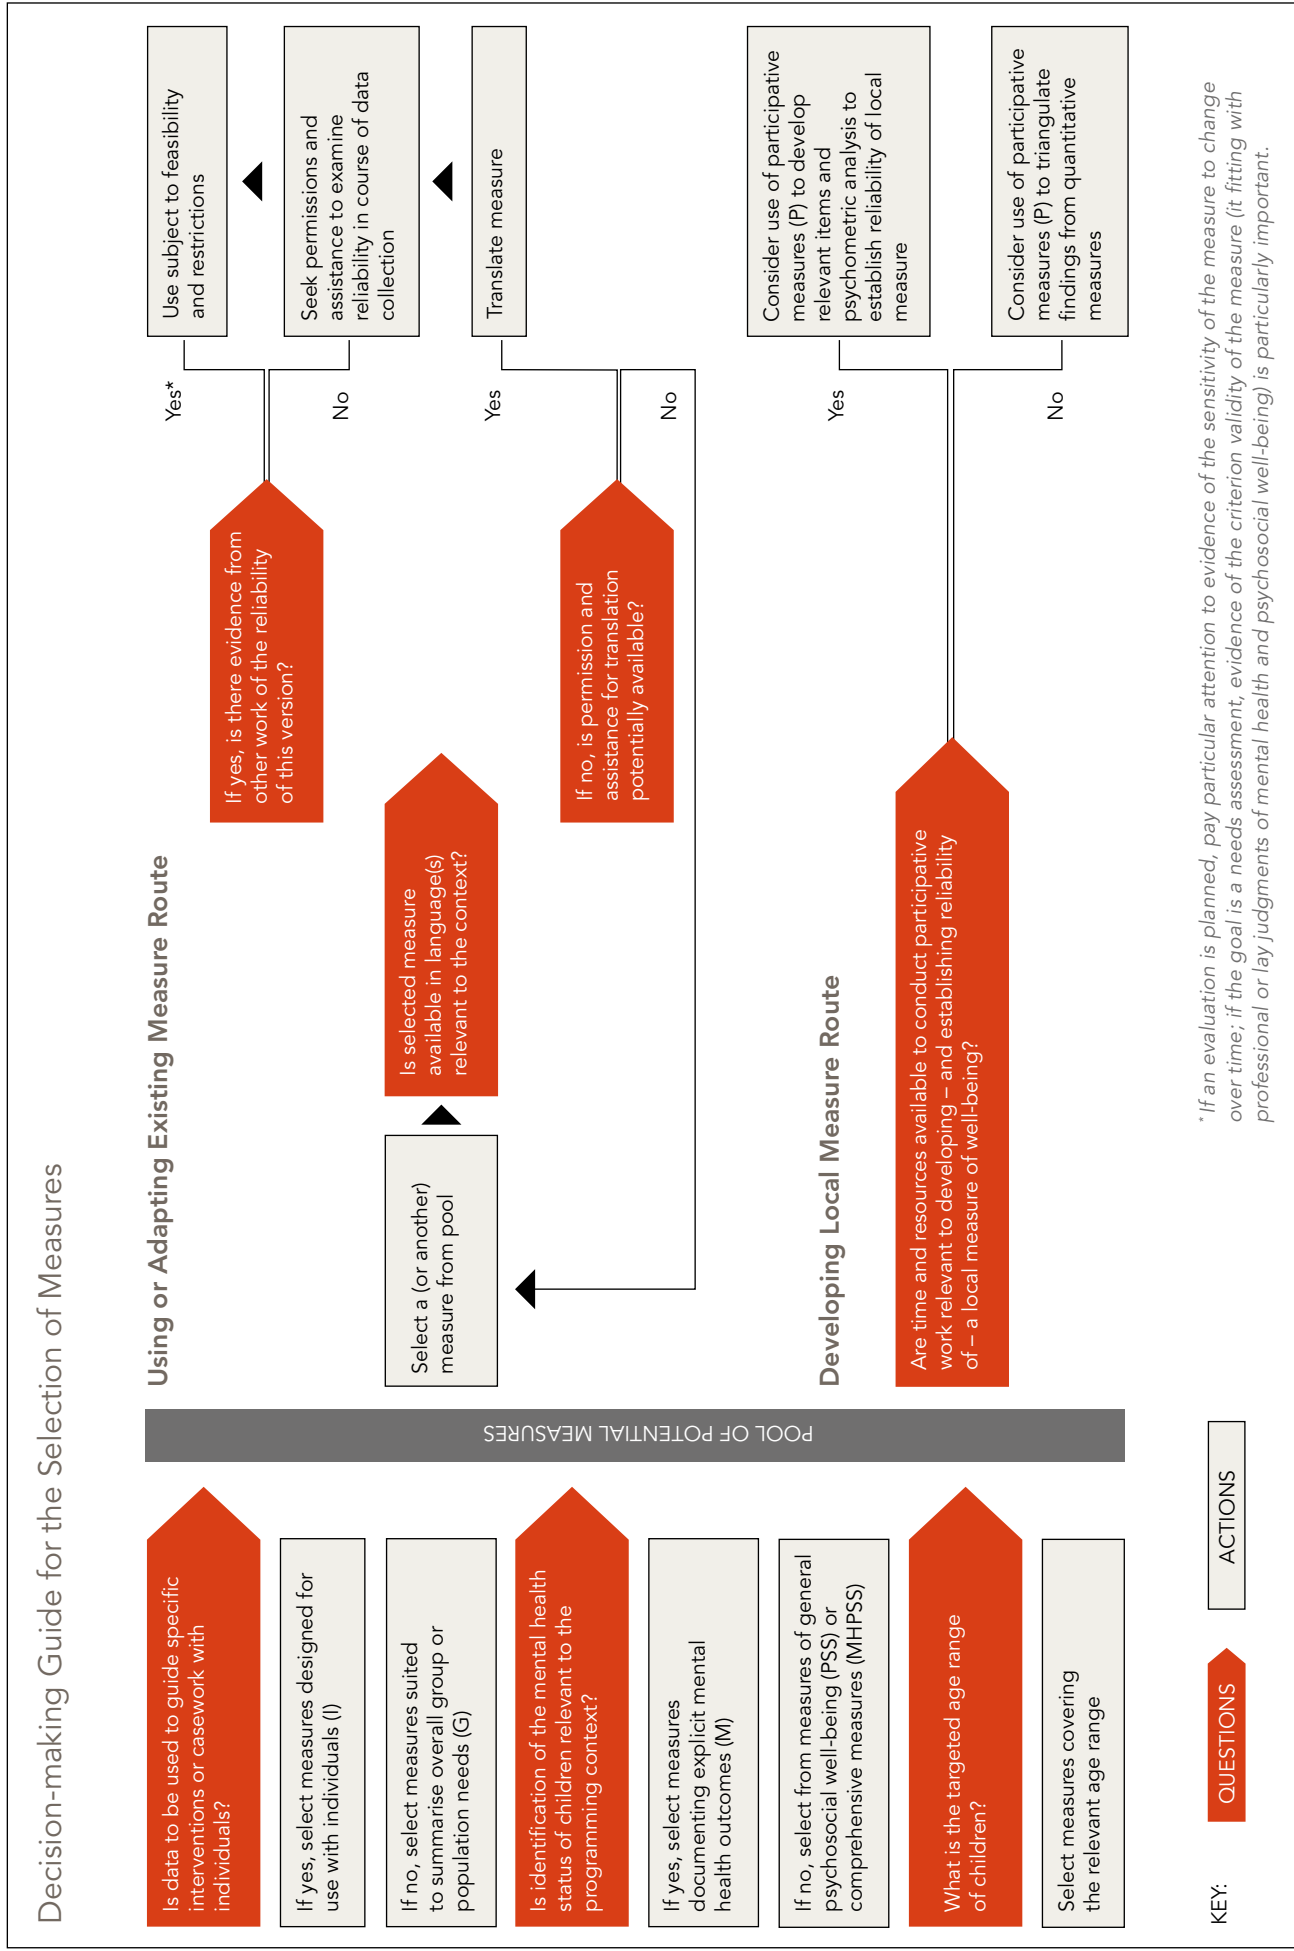 Decision-making Guide for the Selection of Measures
Is data to be used to guide specific
interventions or casework with
individuals?
If yes, select measures designed for
use with individuals (I)
If no, select measures suited
to summarise overall group or
population needs (G)
Is identification of the mental health
status of children relevant to the
programming context?
If yes, select measures
documenting explicit mental
health outcomes (M)
If no, select from measures of general
psychosocial well-being (PSS) or
comprehensive measures (MHPSS)
What is the targeted age range
of children?
Select measures covering
the relevant age range
POOL OF POTENTIAL MEASURES
Using or Adapting Existing Measure Route
Select a (or another)
measure from pool
Is selected measure
available in language(s)
relevant to the context?
If yes, is there evidence from
other work of the reliability
of this version?
Yes*
No
Use subject to feasibility
and restrictions
Seek permissions and
assistance to examine
reliability in course of data
collection
If no, is permission and
assistance for translation
potentially available?
Yes
No
Translate measure
Developing Local Measure Route
Are time and resources available to conduct participative
work relevant to developing – and establishing reliability
of – a local measure of well-being?
Yes
No
Consider use of participative
measures (P) to develop
relevant items and
psychometric analysis to
establish reliability of local
measure
Consider use of participative
measures (P) to triangulate
findings from quantitative
measures
KEY:
QUESTIONS
ACTIONS
*If an evaluation is planned, pay particular attention to evidence of the sensitivity of the measure to change
over time; if the goal is a needs assessment, evidence of the criterion validity of the measure (it fitting with
professional or lay judgments of mental health and psychosocial well-being) is particularly important.